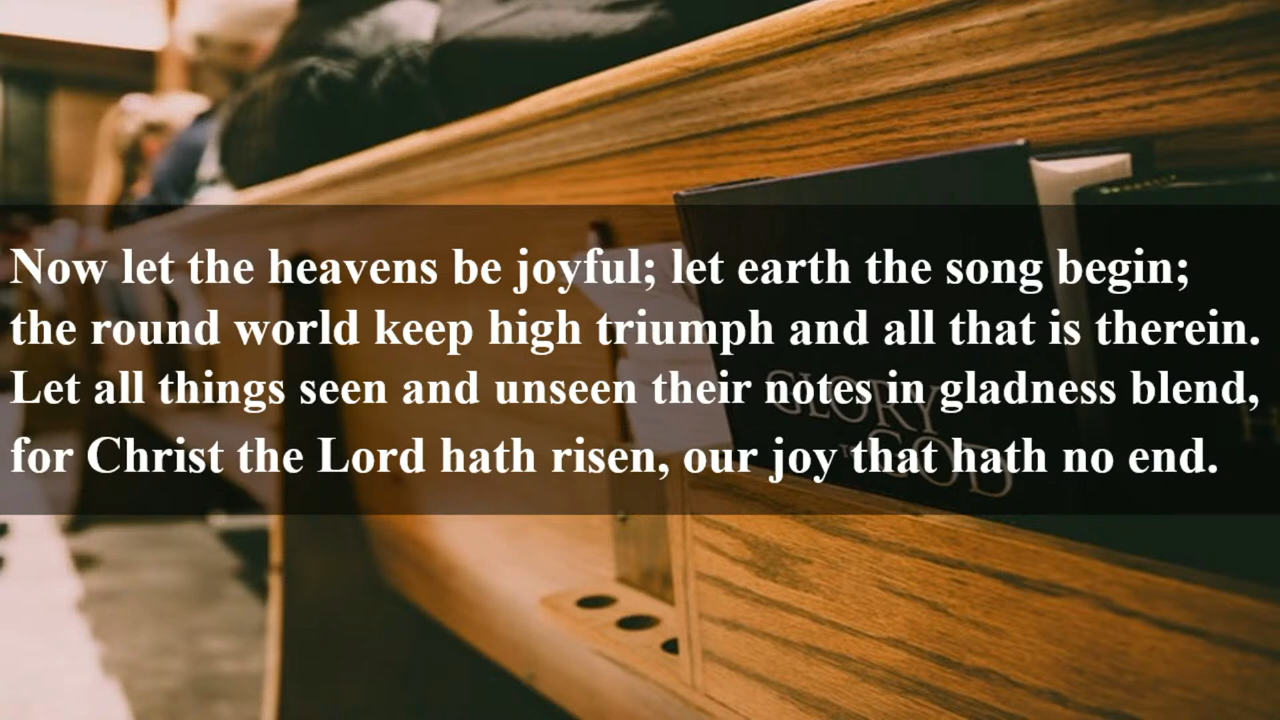 Now let the heavens be joyful; let earth the song begin;
the round world keep high triumph and all that is therein.
Let all things seen and unseen their notes in gladness blend,
for Christ the Lord hath risen, our joy that hath no end.
GLORY
TO GOD